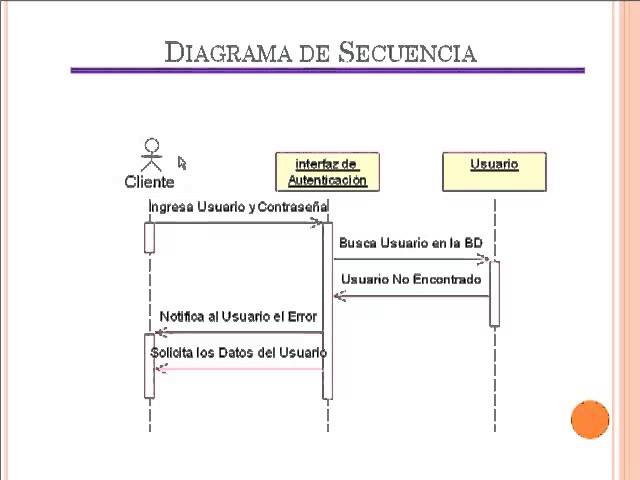 DIAGRAMA DE SECUENCIA
Cliente
interfaz de
Autenticación
Usuario
Ingresa Usuario y Contraseña
Busca Usuario en la BD
Usuario No Encontrado
Notifica al Usuario el Error
Solicita los Datos del Usuario